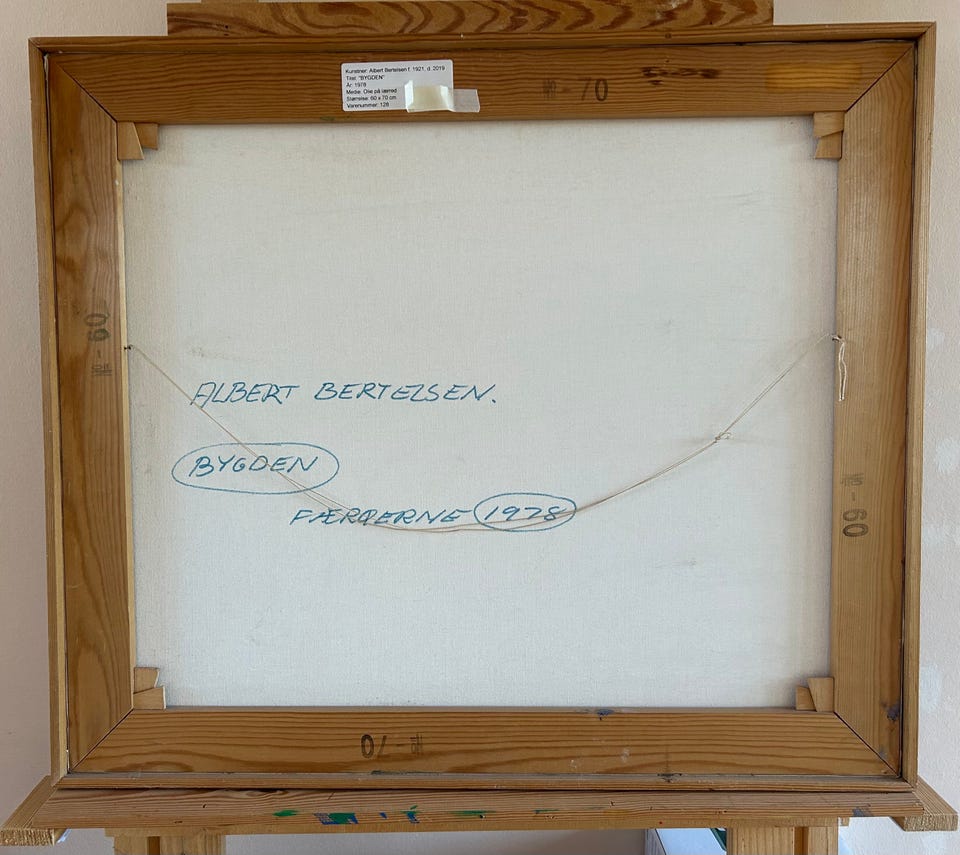 Kunstner: Albert Bertelsen f. 1921, d. 2019
Titel: "BYGDEN"
År: 1978
Medie: Olie på lærred
Størrelse: 60 x 70 cm
Varenummer: 128
- 70
- 60
ALBERT BERTELSEN.
BYGDEN
FÆRØERNE 1978
- 60
- 70